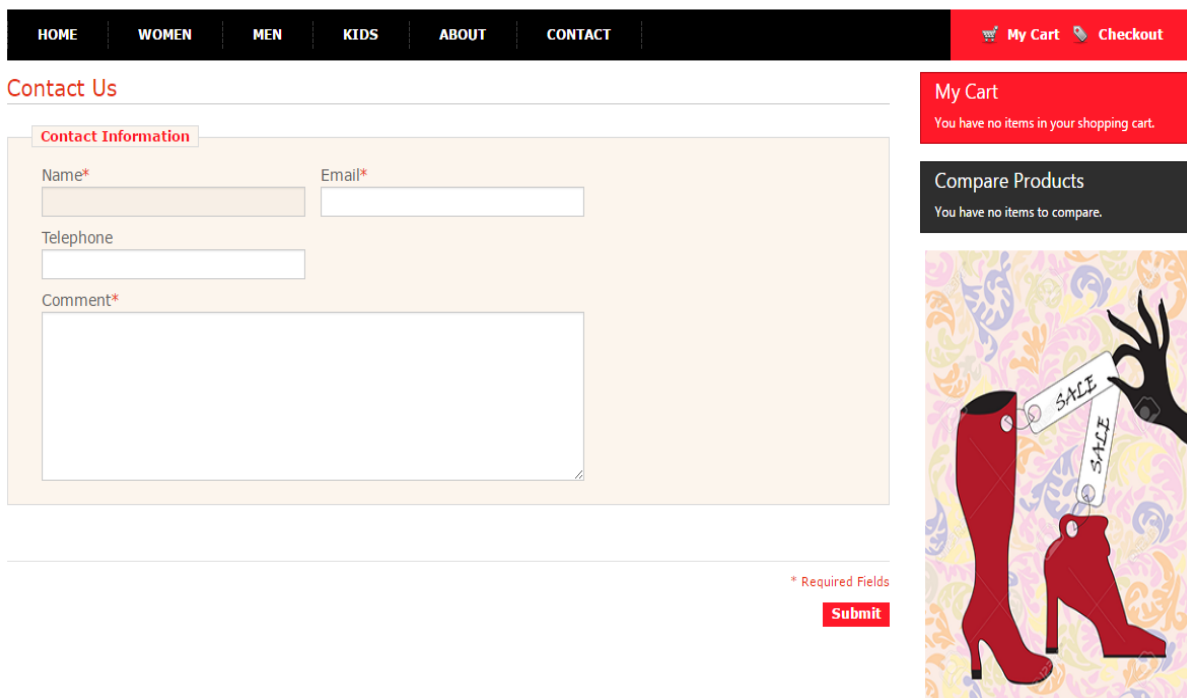 HOME WOMEN MEN KIDS ABOUT CONTACT My Cart Checkout
Contact Us
Contact Information
Name* Email*
Telephone
Comment*
* Required Fields
Submit
My Cart
You have no items in your shopping cart.
Compare Products
You have no items to compare.
SALE
SALE